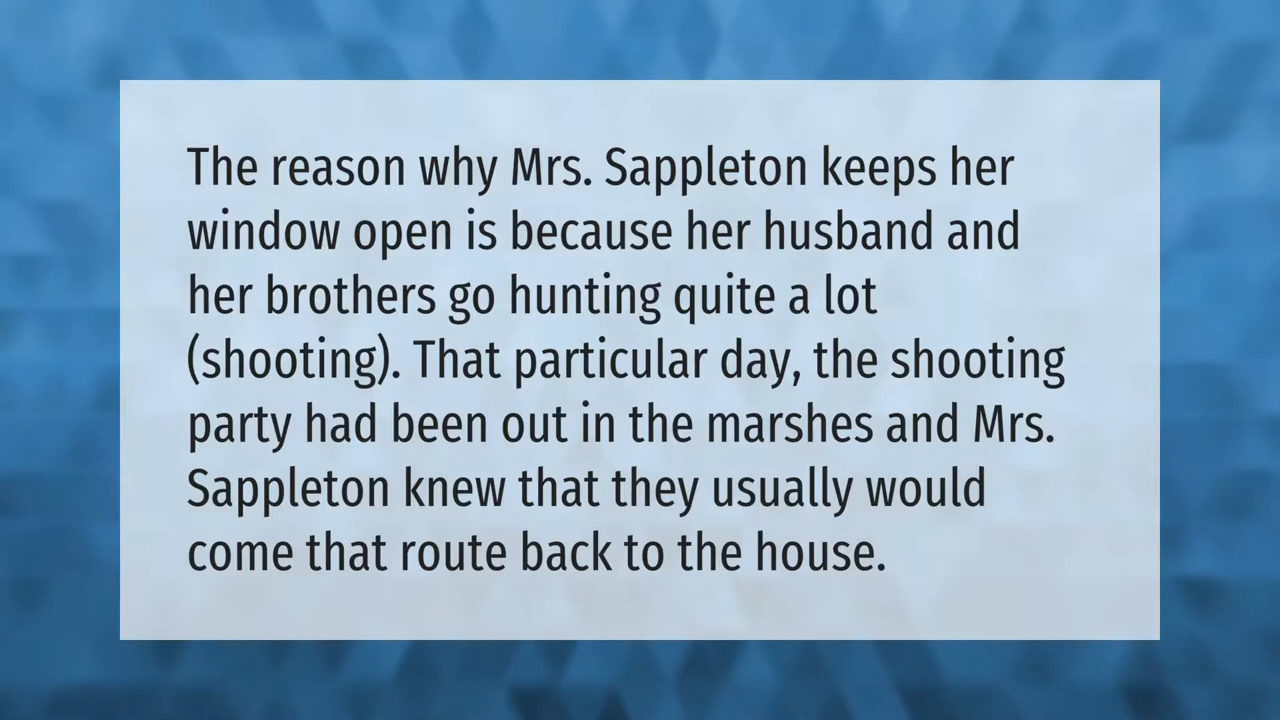 The reason why Mrs. Sappleton keeps her
window open is because her husband and
her brothers go hunting quite a lot
(shooting). That particular day, the shooting
party had been out in the marshes and Mrs.
Sappleton knew that they usually would
come that route back to the house.